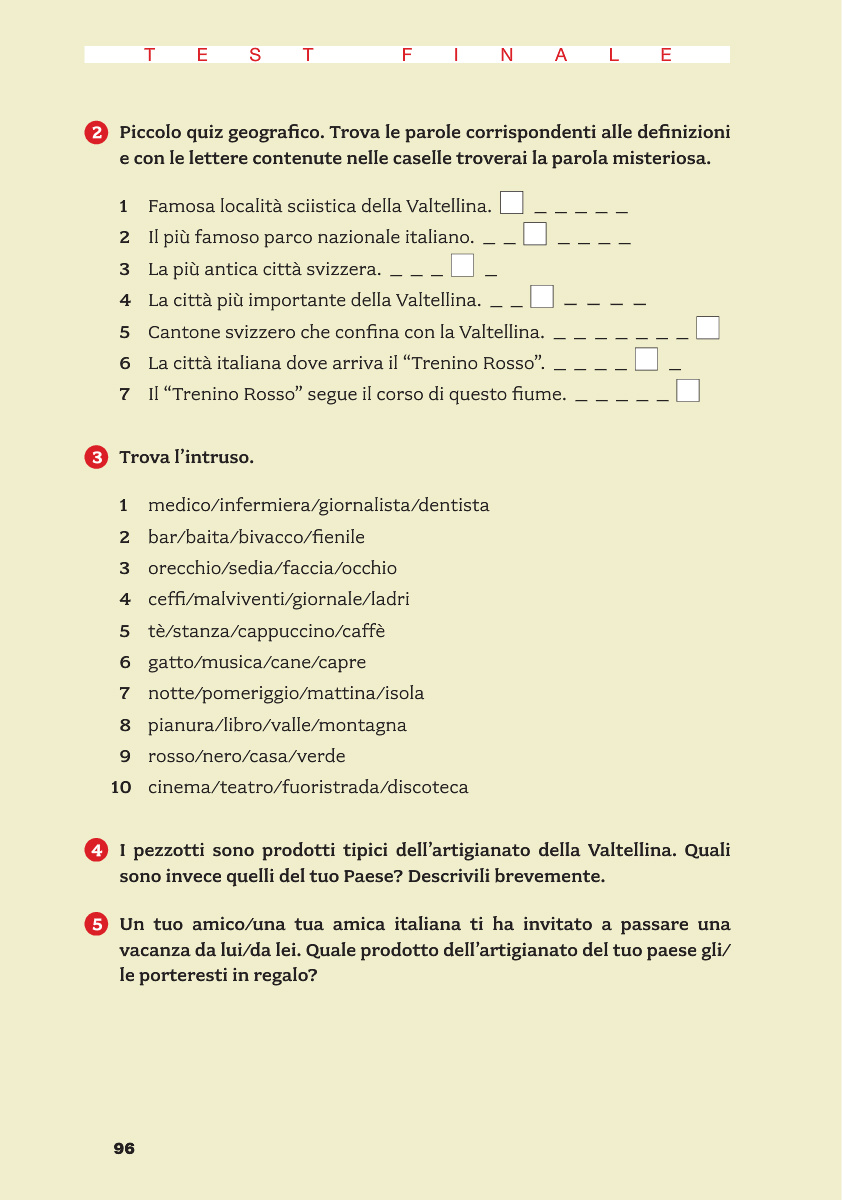 TEST FINALE
2 Piccolo quiz geografico. Trova le parole corrispondenti alle definizioni
e con le lettere contenute nelle caselle troverai la parola misteriosa.
1 Famosa località sciistica della Valtellina. □ _ _ _ _ _
2 Il più famoso parco nazionale italiano. _ _ □ _ _ _ _
3 La più antica città svizzera. _ _ _ □ _
4 La città più importante della Valtellina. _ _ □ _ _ _ _
5 Cantone svizzero che confina con la Valtellina. _ _ _ _ _ _ _ □
6 La città italiana dove arriva il “Trenino Rosso”. _ _ _ _ □ _
7 Il “Trenino Rosso” segue il corso di questo fiume. _ _ _ _ _ □
3 Trova l’intruso.
1 medico/infermiera/giornalista/dentista
2 bar/baita/bivacco/fienile
3 orecchio/sedia/faccia/occhio
4 ceffi/malviventi/giornale/ladri
5 tè/stanza/cappuccino/caffè
6 gatto/musica/cane/capre
7 notte/pomeriggio/mattina/isola
8 pianura/libro/valle/montagna
9 rosso/nero/casa/verde
10 cinema/teatro/fuoristrada/discoteca
4 I pezzotti sono prodotti tipici dell’artigianato della Valtellina. Quali
sono invece quelli del tuo Paese? Descrivili brevemente.
5 Un tuo amico/una tua amica italiana ti ha invitato a passare una
vacanza da lui/da lei. Quale prodotto dell’artigianato del tuo paese gli/
le porteresti in regalo?
96